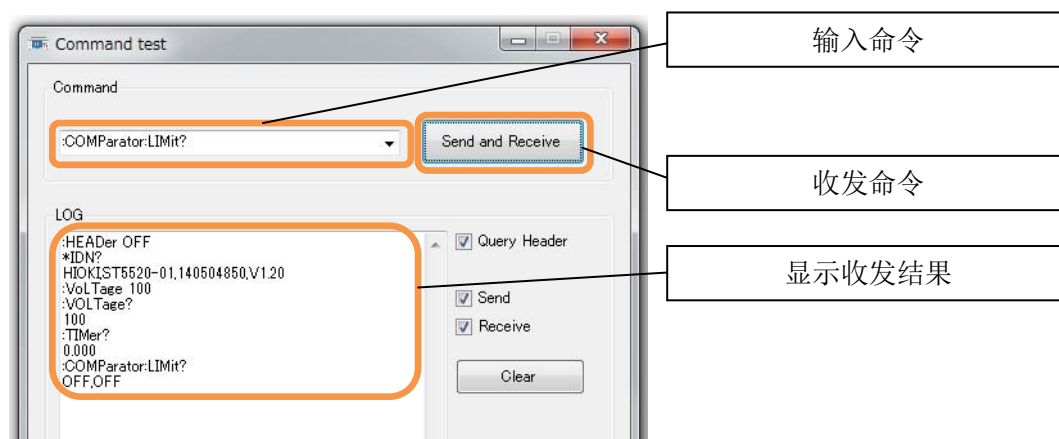 Command test
输入命令
Command
:COMParator:LIMit?
Send and Receive
收发命令
LOG
:HEADer OFF
*IDN?
HIOKI,ST5520-01,140504850,V1.20
:VoLTage 100
:VOLTage?
100
:TIMer?
0.000
:COMParator:LIMit?
OFF,OFF
Query Header
显示收发结果
Send
Receive
Clear